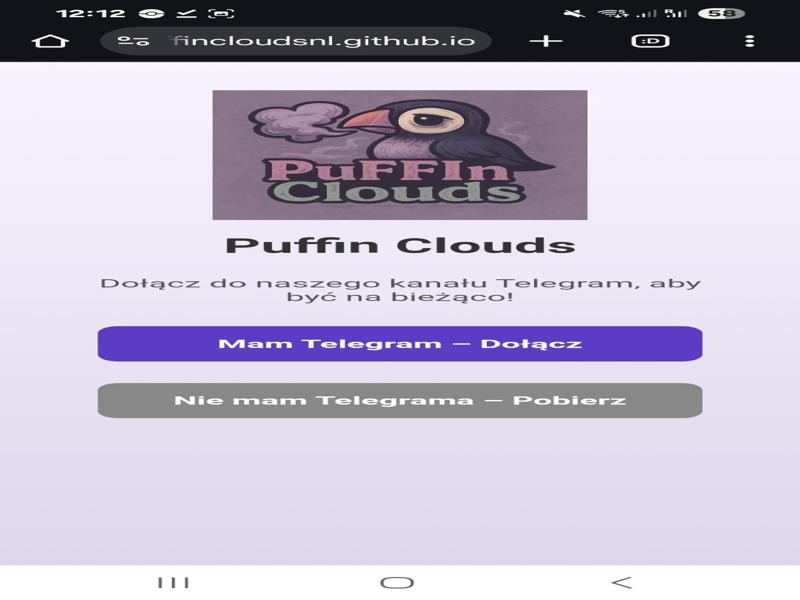 12:12
58
fincloudsnl.github.io
:D
PuFFIn
Clouds
Puffin Clouds
Dołącz do naszego kanału Telegram, aby
być na bieżąco!
Mam Telegram – Dołącz
Nie mam Telegrama – Pobierz